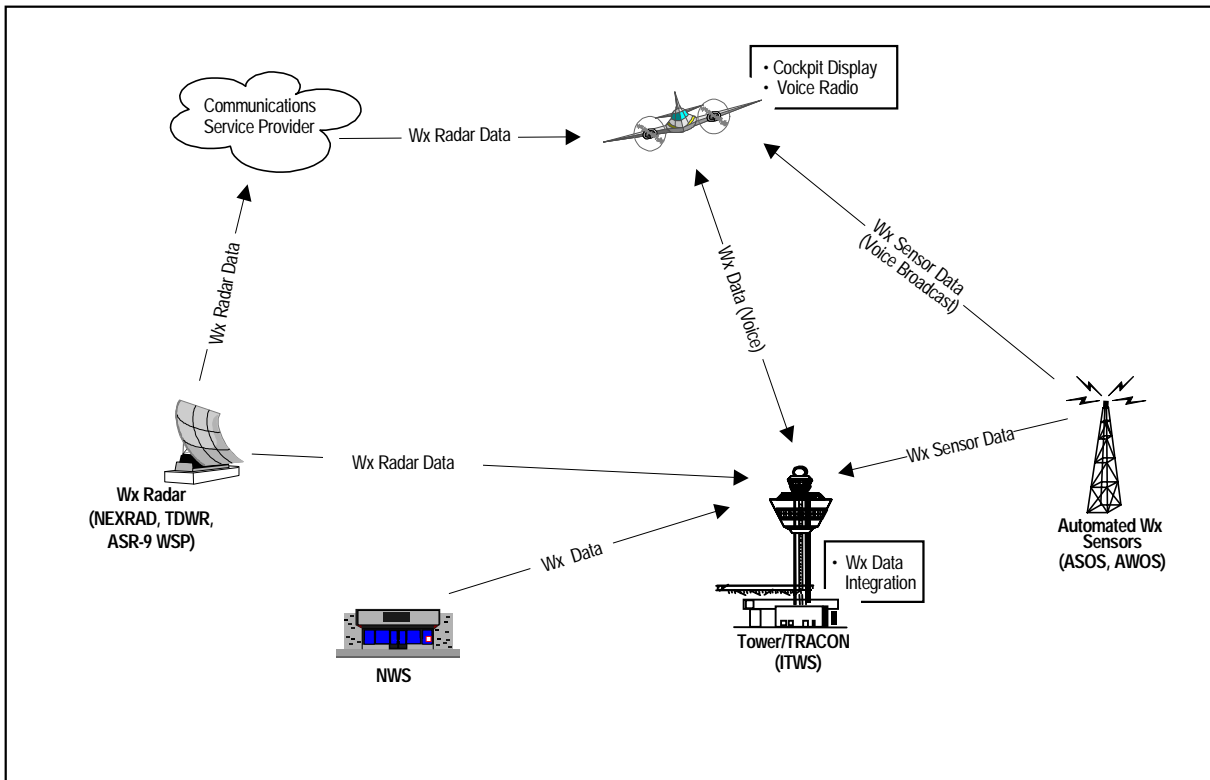 • Cockpit Display
• Voice Radio
Communications
Service Provider
Wx Radar Data
Wx Radar Data
Wx Data (Voice)
Wx Sensor Data
(Voice Broadcast)
Wx Radar Data
Wx Sensor Data
Wx Radar
(NEXRAD, TDWR,
ASR-9 WSP)
Wx Data
• Wx Data
Integration
Automated Wx
Sensors
(ASOS, AWOS)
NWS
Tower/TRACON
(ITWS)